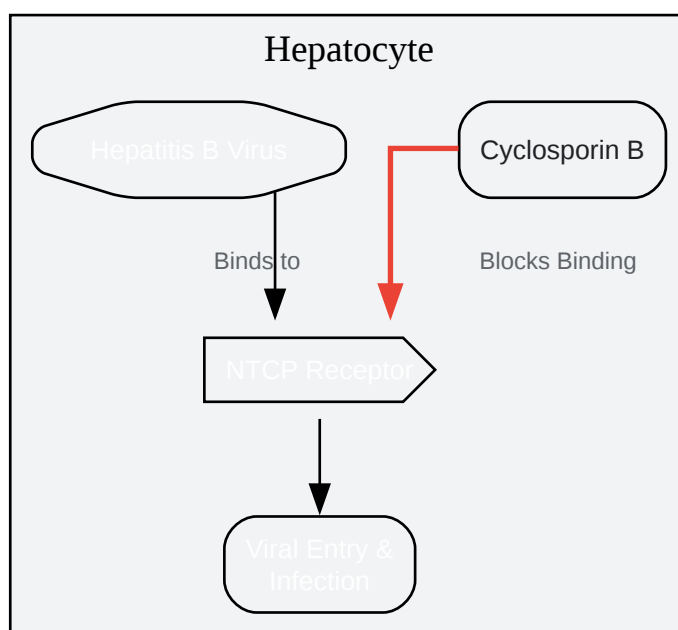 Hepatocyte
Hepatitis B Virus
Cyclosporin B
Binds to
Blocks Binding
NTCP Receptor
Viral Entry &
Infection